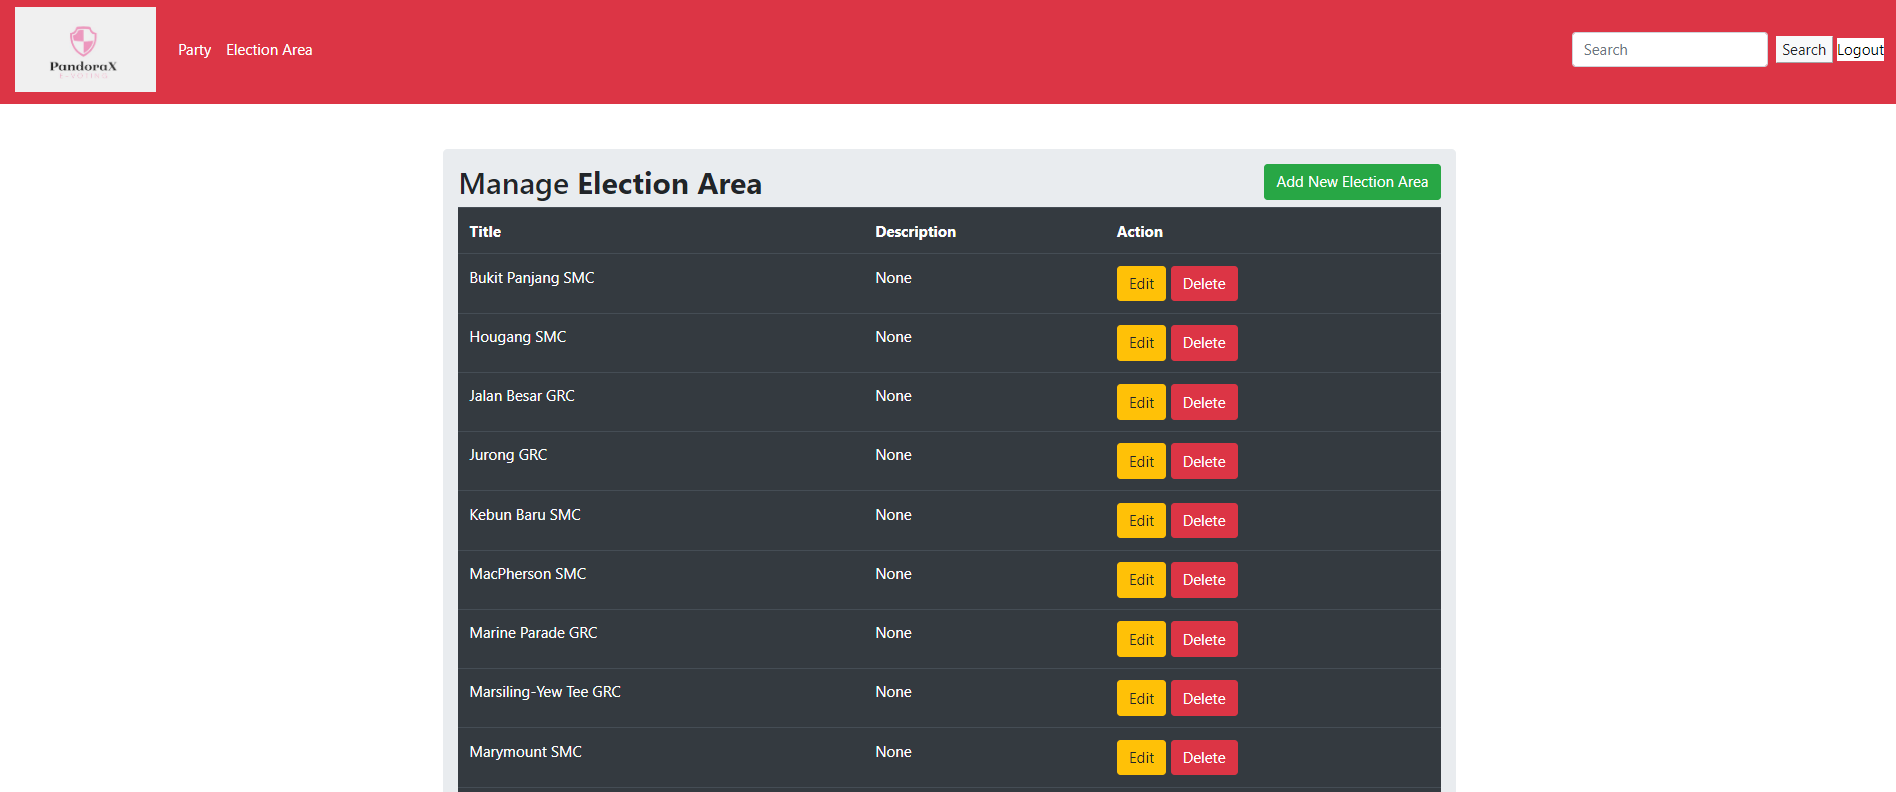 PandoraX
E-VOTING
Party Election Area
Search Search Logout
Manage Election Area Add New Election Area
Title Description Action
Bukit Panjang SMC None Edit Delete
Hougang SMC None Edit Delete
Jalan Besar GRC None Edit Delete
Jurong GRC None Edit Delete
Kebun Baru SMC None Edit Delete
MacPherson SMC None Edit Delete
Marine Parade GRC None Edit Delete
Marsiling-Yew Tee GRC None Edit Delete
Marymount SMC None Edit Delete